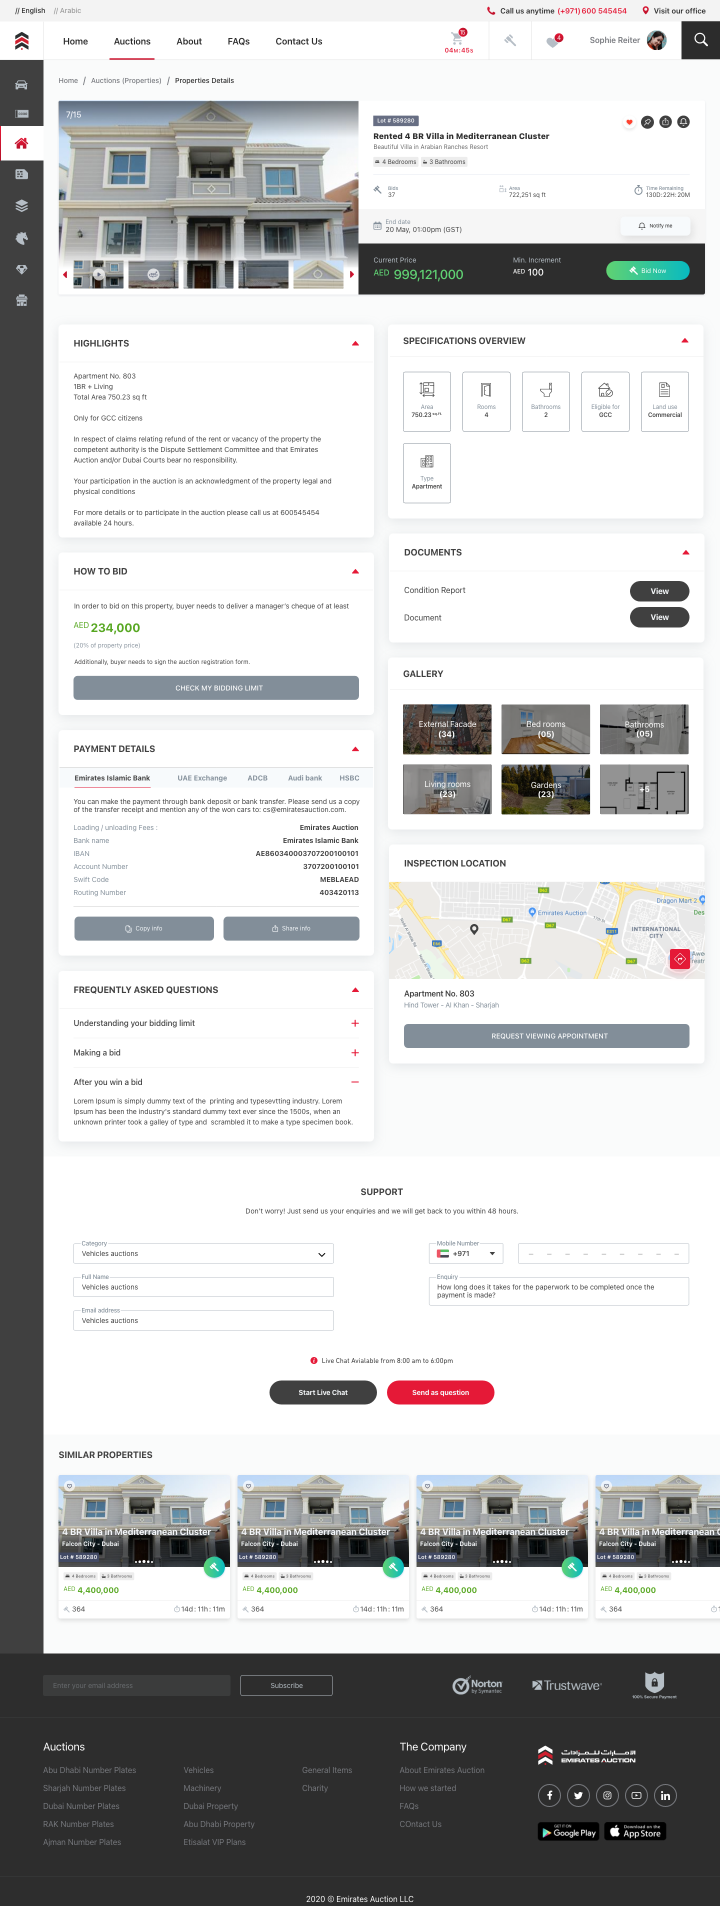 // English // Arabic
Call us anytime (+971) 600 545454 Visit our office
Home Auctions About FAQs Contact Us
04M:45S
Sophie Reiter
Home / Auctions (Properties) / Properties Details
7/15
Lot # 589280
Rented 4 BR Villa in Mediterranean Cluster
Beautiful Villa in Arabian Ranches Resort
4 Bedrooms 3 Bathrooms
Bids
37
Area
722,251 sq ft
Time Remaining
130D: 22H: 20M
End date
20 May, 01:00pm (GST)
Notify me
Current Price
AED 999,121,000
Min. Increment
AED 100
Bid Now
HIGHLIGHTS
Apartment No. 803
1BR + Living
Total Area 750.23 sq ft
Only for GCC citizens
In respect of claims relating refund of the rent or vacancy of the property the
competent authority is the Dispute Settlement Committee and that Emirates
Auction and/or Dubai Courts bear no responsibility.
Your participation in the auction is an acknowledgment of the property legal and
physical conditions
For more details or to participate in the auction please call us at 600545454
available 24 hours.
HOW TO BID
In order to bid on this property, buyer needs to deliver a manager's cheque of at least
AED 234,000
(20% of property price)
Additionally, buyer needs to sign the auction registration form.
CHECK MY BIDDING LIMIT
PAYMENT DETAILS
Emirates Islamic Bank UAE Exchange ADCB Audi bank HSBC
You can make the payment through bank deposit or bank transfer. Please send us a copy
of the transfer receipt and mention any of the won cars to: cs@emiratesauction.com.
Loading / unloading Fees : Emirates Auction
Bank name Emirates Islamic Bank
IBAN AE860340003707200100101
Account Number 3707200100101
Swift Code MEBLAEAD
Routing Number 403420113
Copy info Share info
FREQUENTLY ASKED QUESTIONS
Understanding your bidding limit
Making a bid
After you win a bid
Lorem Ipsum is simply dummy text of the printing and typesevtting industry. Lorem
Ipsum has been the industry's standard dummy text ever since the 1500s, when an
unknown printer took a galley of type and scrambled it to make a type specimen book.
SPECIFICATIONS OVERVIEW
Area
750.23 sq ft
Rooms
4
Bathrooms
2
Eligible for
GCC
Land use
Commercial
Type
Apartment
DOCUMENTS
Condition Report View
Document View
GALLERY
External Facade
(34)
Bed rooms
(05)
Bathrooms
(05)
Living rooms
(23)
Gardens
(23)
+5
INSPECTION LOCATION
Dragon Mart 2
Des
Emirates Auction
INTERNATIONAL
CITY
Apartment No. 803
Hind Tower - Al Khan - Sharjah
REQUEST VIEWING APPOINTMENT
SUPPORT
Don't worry! Just send us your enquiries and we will get back to you within 48 hours.
Category
Vehicles auctions
Full Name
Vehicles auctions
Email address
Vehicles auctions
Mobile Number
+971
Enquiry
How long does it takes for the paperwork to be completed once the
payment is made?
Live Chat Avialable from 8:00 am to 6:00pm
Start Live Chat Send as question
SIMILAR PROPERTIES
4 BR Villa in Mediterranean Cluster
Falcon City - Dubai
Lot # 589280
4 Bedrooms 3 Bathrooms
AED 4,400,000
364 14d : 11h : 11m
4 BR Villa in Mediterranean Cluster
Falcon City - Dubai
Lot # 589280
4 Bedrooms 3 Bathrooms
AED 4,400,000
364 14d : 11h : 11m
4 BR Villa in Mediterranean Cluster
Falcon City - Dubai
Lot # 589280
4 Bedrooms 3 Bathrooms
AED 4,400,000
364 14d : 11h : 11m
4 BR Villa in Mediterranean C
Falcon City - Dubai
Lot # 589280
4 Bedrooms 3 Bathrooms
AED 4,400,000
364
Enter your email address Subscribe
Norton
by Symantec
Trustwave
100% Secure Payment
Auctions
Abu Dhabi Number Plates Vehicles General Items
Sharjah Number Plates Machinery Charity
Dubai Number Plates Dubai Property
RAK Number Plates Abu Dhabi Property
Ajman Number Plates Etisalat VIP Plans
The Company
About Emirates Auction
How we started
FAQs
COntact Us
الامارات للمزادات
EMIRATES AUCTION
GET IT ON
Google Play
Download on the
App Store
2020 © Emirates Auction LLC